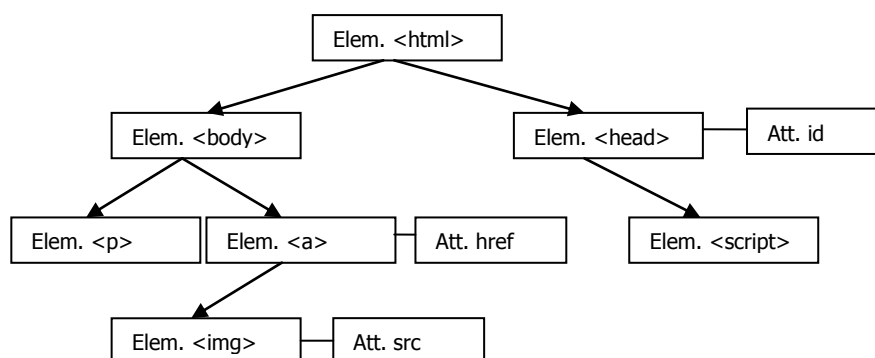 Elem. <html>
Elem. <body>
Elem. <head>
Att. id
Elem. <p>
Elem. <a>
Att. href
Elem. <script>
Elem. <img>
Att. src